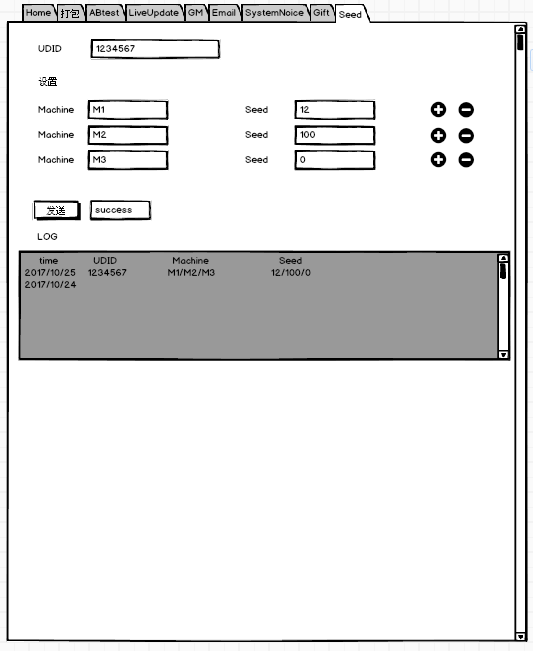 Home 打包 ABtest LiveUpdate GM Email SystemNoice Gift Seed
UDID 1234567
设置
Machine M1 Seed 12
Machine M2 Seed 100
Machine M3 Seed 0
发送 success
LOG
time UDID Machine Seed
2017/10/25 1234567 M1/M2/M3 12/100/0
2017/10/24